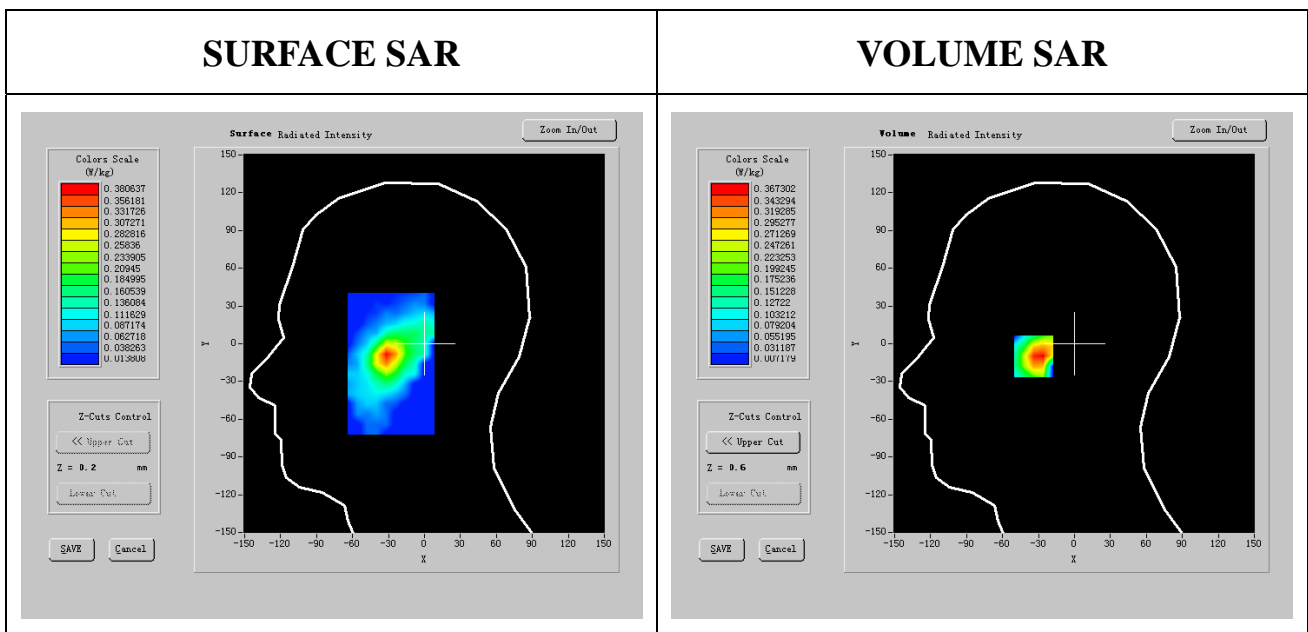 SURFACE SAR
VOLUME SAR
Surface Radiated Intensity
Zoom In/Out
Colors Scale
(W/kg)
0.380637
0.356181
0.331726
0.307271
0.282816
0.25836
0.233905
0.20945
0.184995
0.160539
0.136084
0.111629
0.087174
0.062718
0.038263
0.013808
Z-Cuts Control
<< Upper Cut
Z = 0.2 mm
Lower Cut
SAVE
Cancel
150
120
90
60
30
0
-30
-60
-90
-120
-150
Y
-150 -120 -90 -60 -30 0 30 60 90 120 150
X
Volume Radiated Intensity
Zoom In/Out
Colors Scale
(W/kg)
0.367302
0.343294
0.319285
0.295277
0.271269
0.247261
0.223253
0.199245
0.175236
0.151228
0.12722
0.103212
0.079204
0.055195
0.031187
0.007179
Z-Cuts Control
<< Upper Cut
Z = 0.6 mm
Lower Cut
SAVE
Cancel
150
120
90
60
30
0
-30
-60
-90
-120
-150
Y
-150 -120 -90 -60 -30 0 30 60 90 120 150
X